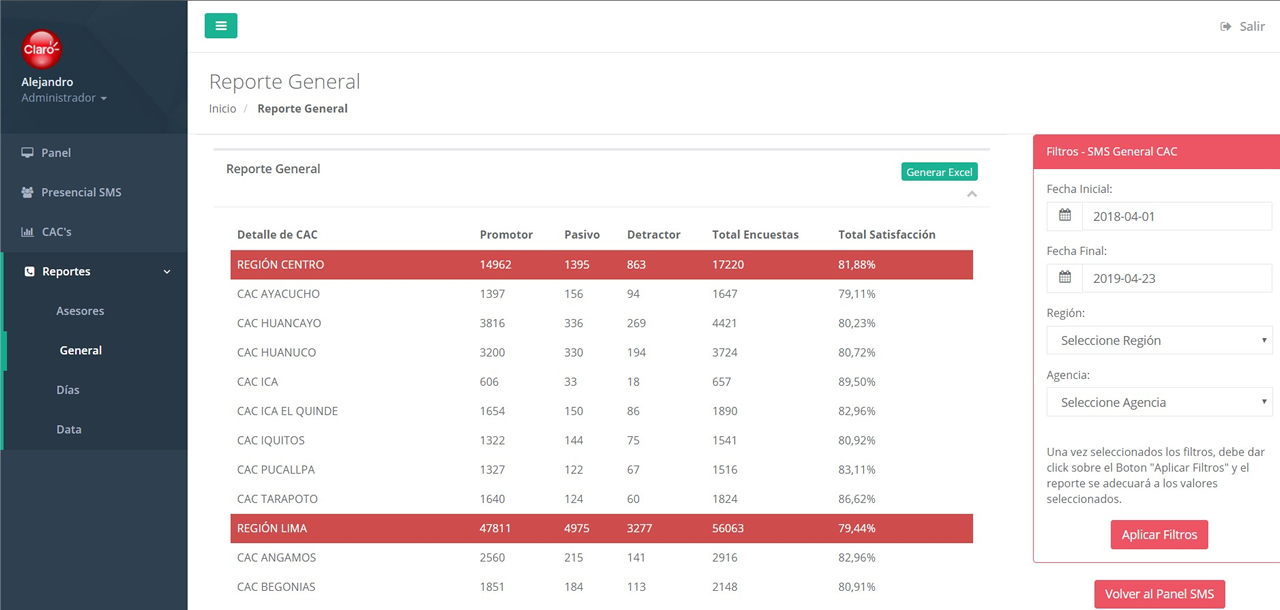 Claro
Alejandro
Administrador
Panel
Presencial SMS
CAC's
Reportes
Asesores
General
Días
Data
Salir
Reporte General
Inicio / Reporte General
Reporte General
Generar Excel
Detalle de CAC Promotor Pasivo Detractor Total Encuestas Total Satisfacción
REGIÓN CENTRO 14962 1395 863 17220 81,88%
CAC AYACUCHO 1397 156 94 1647 79,11%
CAC HUANCAYO 3816 336 269 4421 80,23%
CAC HUANUCO 3200 330 194 3724 80,72%
CAC ICA 606 33 18 657 89,50%
CAC ICA EL QUINDE 1654 150 86 1890 82,96%
CAC IQUITOS 1322 144 75 1541 80,92%
CAC PUCALLPA 1327 122 67 1516 83,11%
CAC TARAPOTO 1640 124 60 1824 86,62%
REGIÓN LIMA 47811 4975 3277 56063 79,44%
CAC ANGAMOS 2560 215 141 2916 82,96%
CAC BEGONIAS 1851 184 113 2148 80,91%
Filtros - SMS General CAC
Fecha Inicial:
2018-04-01
Fecha Final:
2019-04-23
Región:
Seleccione Región
Agencia:
Seleccione Agencia
Una vez seleccionados los filtros, debe dar
click sobre el Boton "Aplicar Filtros" y el
reporte se adecuará a los valores
seleccionados.
Aplicar Filtros
Volver al Panel SMS